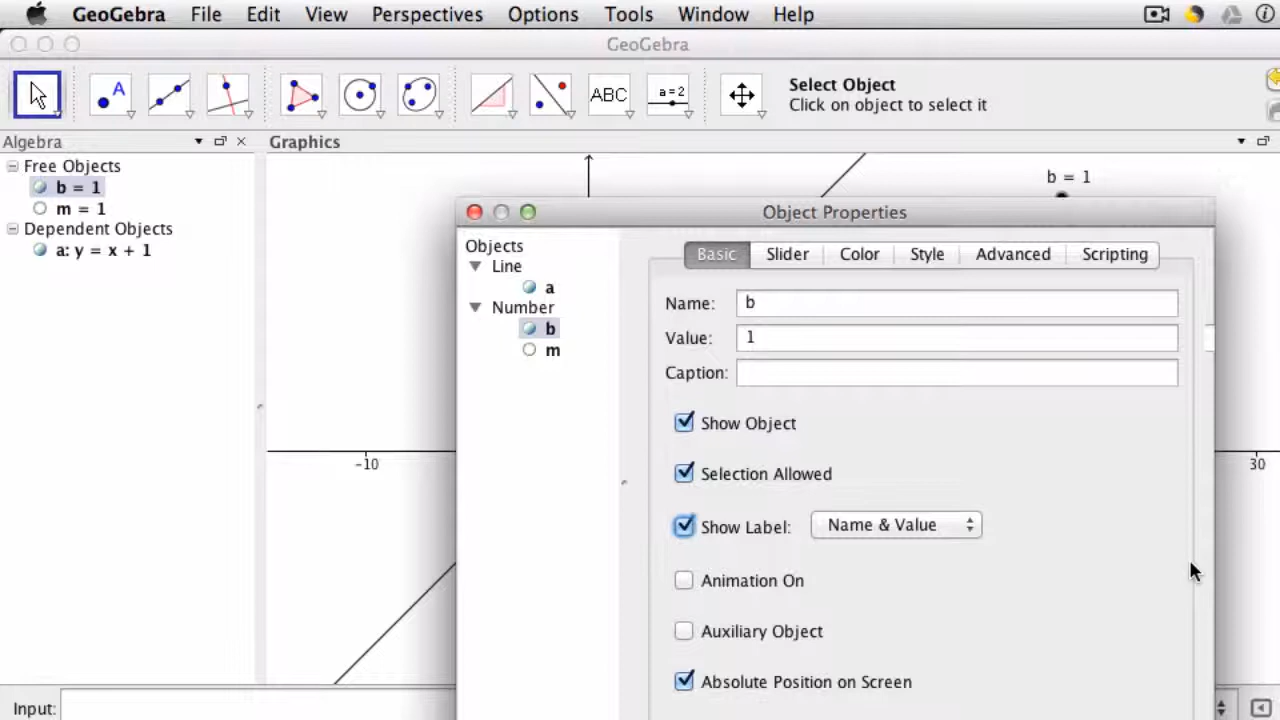 GeoGebra File Edit View Perspectives Options Tools Window Help
GeoGebra
A
ABC
a = 2
Select Object
Click on object to select it
Algebra
Graphics
Free Objects
b = 1
m = 1
Dependent Objects
a: y = x + 1
b = 1
Object Properties
Objects
Line
a
Number
b
m
Basic Slider Color Style Advanced Scripting
Name: b
Value: 1
Caption:
Show Object
Selection Allowed
Show Label: Name & Value
Animation On
Auxiliary Object
Absolute Position on Screen
-10
30
Input: